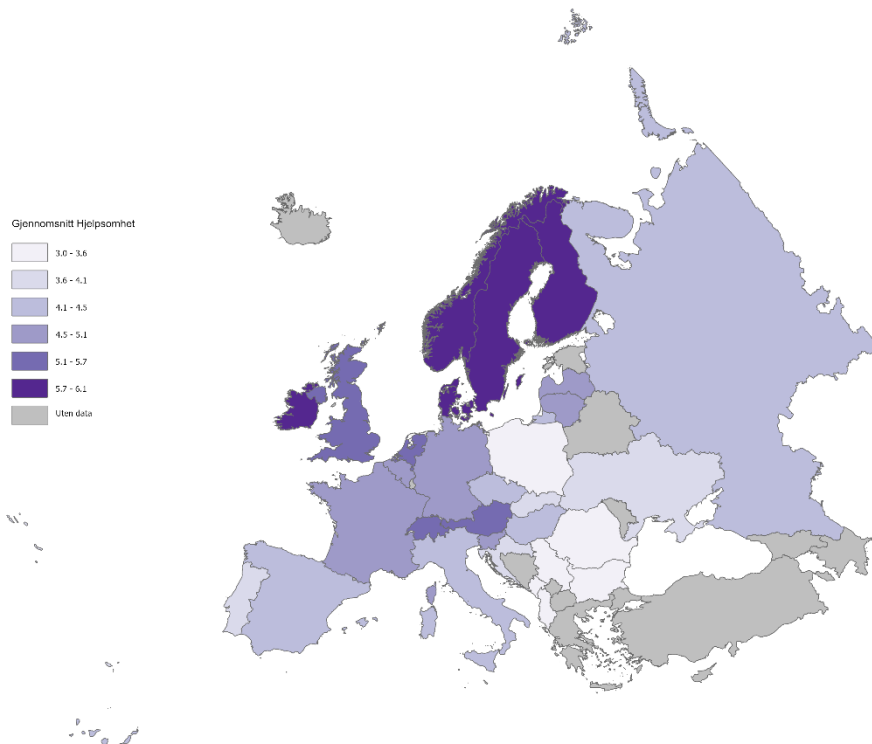 Gjennomsnitt Hjelpsomhet
3.0 - 3.6
3.6 - 4.1
4.1 - 4.5
4.5 - 5.1
5.1 - 5.7
5.7 - 6.1
Uten data